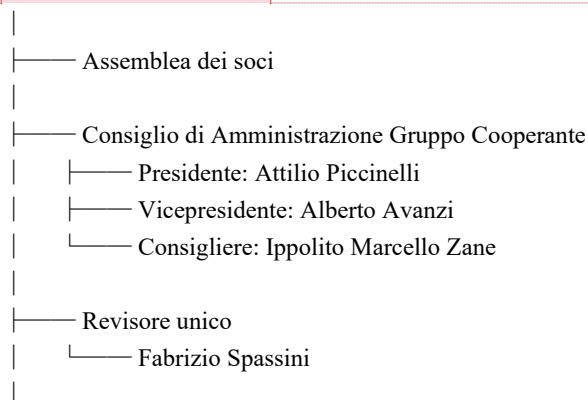 Assemblea dei soci
Consiglio di Amministrazione Gruppo Cooperante
Presidente: Attilio Piccinelli
Vicepresidente: Alberto Avanzi
Consigliere: Ippolito Marcello Zane
Revisore unico
Fabrizio Spassini